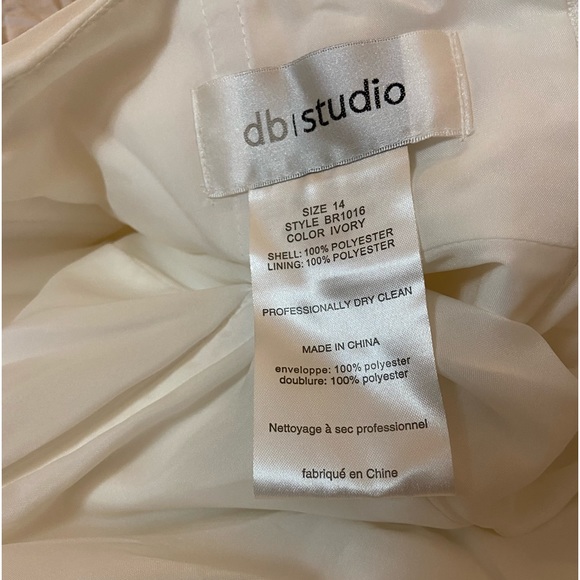 db|studio
SIZE 14
STYLE BR1016
COLOR IVORY
SHELL: 100% POLYESTER
LINING: 100% POLYESTER
PROFESSIONALLY DRY CLEAN
MADE IN CHINA
enveloppe: 100% polyester
doublure: 100% polyester
Nettoyage à sec professionnel
fabriqué en Chine